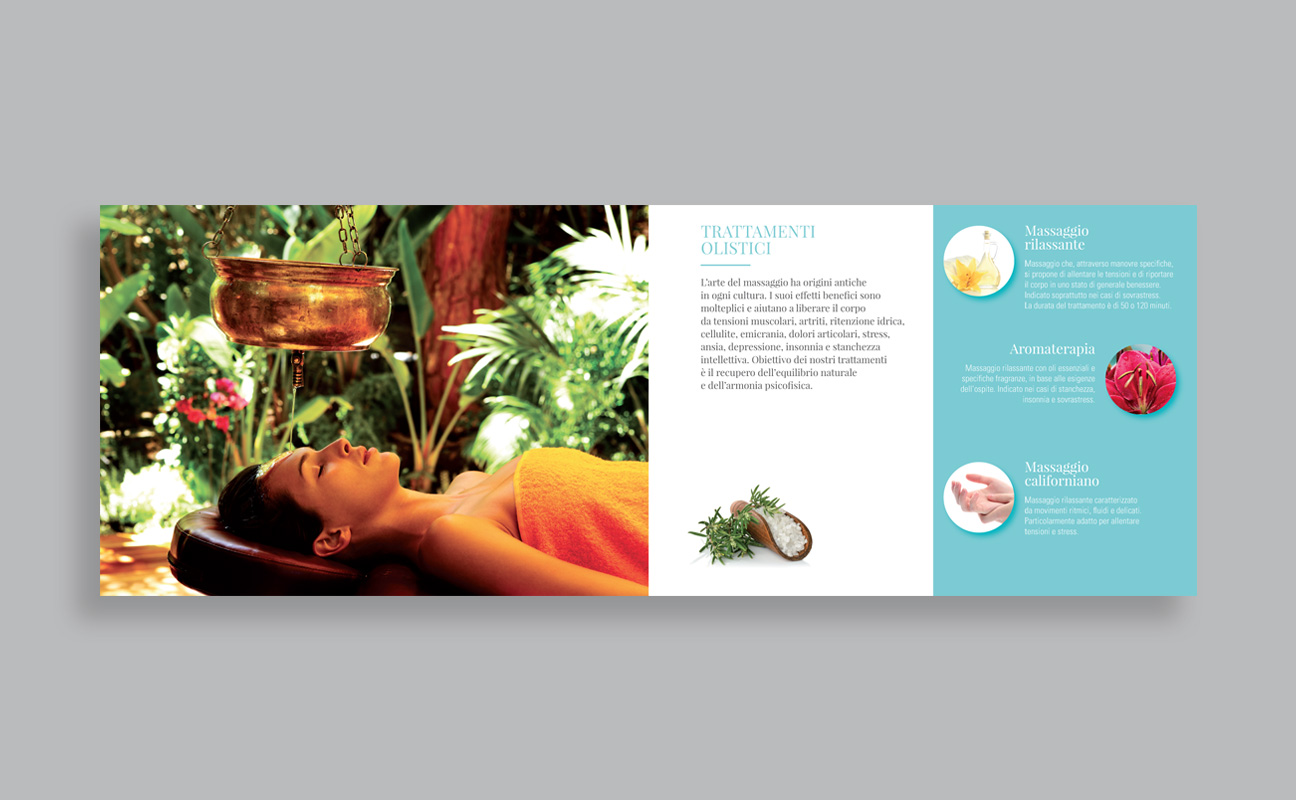 TRATTAMENTI
OLISTICI
L'arte del massaggio ha origini antiche
in ogni cultura. I suoi effetti benefici sono
molteplici e aiutano a liberare il corpo
da tensioni muscolari, artriti, ritenzione idrica,
cellulite, emicrania, dolori articolari, stress,
ansia, depressione, insonnia e stanchezza
intellettiva. Obiettivo dei nostri trattamenti
è il recupero dell'equilibrio naturale
e dell'armonia psicofisica.
Massaggio
rilassante
Massaggio che, attraverso manovre specifiche,
si propone di allentare le tensioni e di riportare
il corpo in uno stato di generale benessere.
Indicato soprattutto nei casi di sovrastress.
La durata del trattamento è di 50 o 120 minuti.
Aromaterapia
Massaggio rilassante con oli essenziali e
specifiche fragranze, in base alle esigenze
dell'ospite. Indicato nei casi di stanchezza,
insonnia e sovrastress.
Massaggio
californiano
Massaggio rilassante caratterizzato
da movimenti ritmici, fluidi e delicati.
Particolarmente adatto per allentare
tensioni e stress.